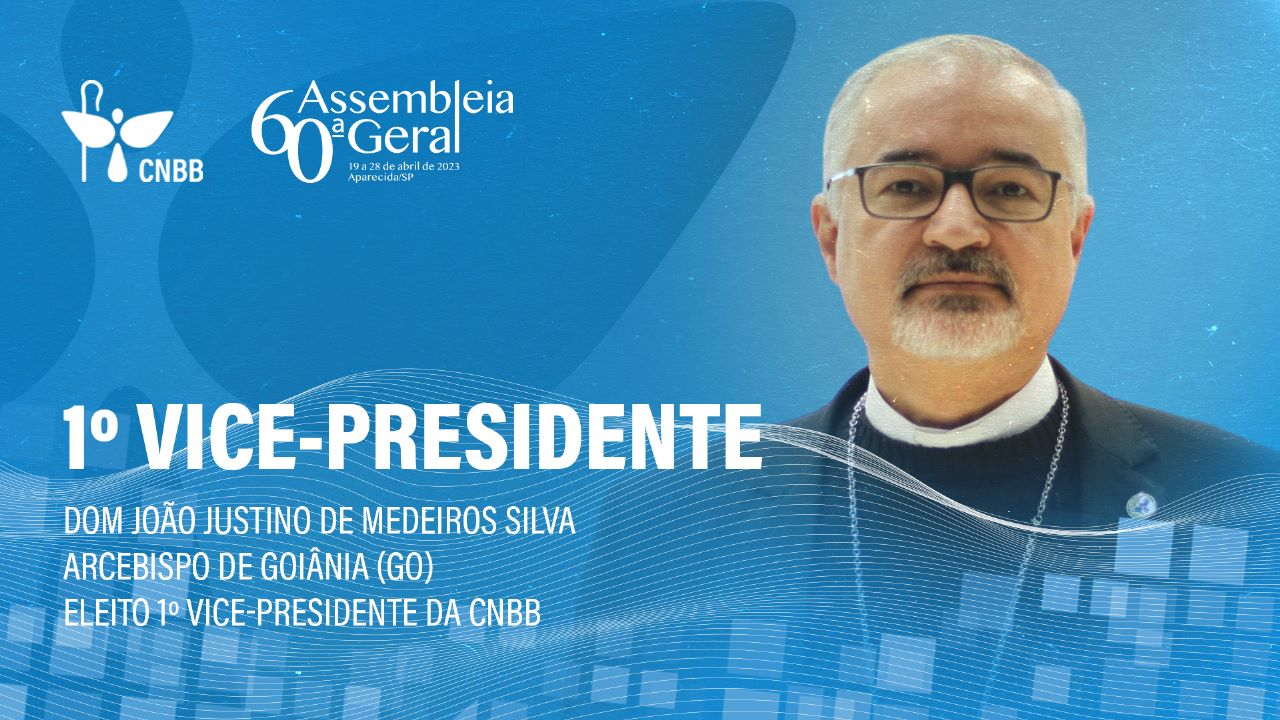 CNBB
60ª Assembleia
Geral
19 a 28 de abril de 2023
Aparecida/SP
1º VICE-PRESIDENTE
DOM JOÃO JUSTINO DE MEDEIROS SILVA
ARCEBISPO DE GOIÂNIA (GO)
ELEITO 1º VICE-PRESIDENTE DA CNBB